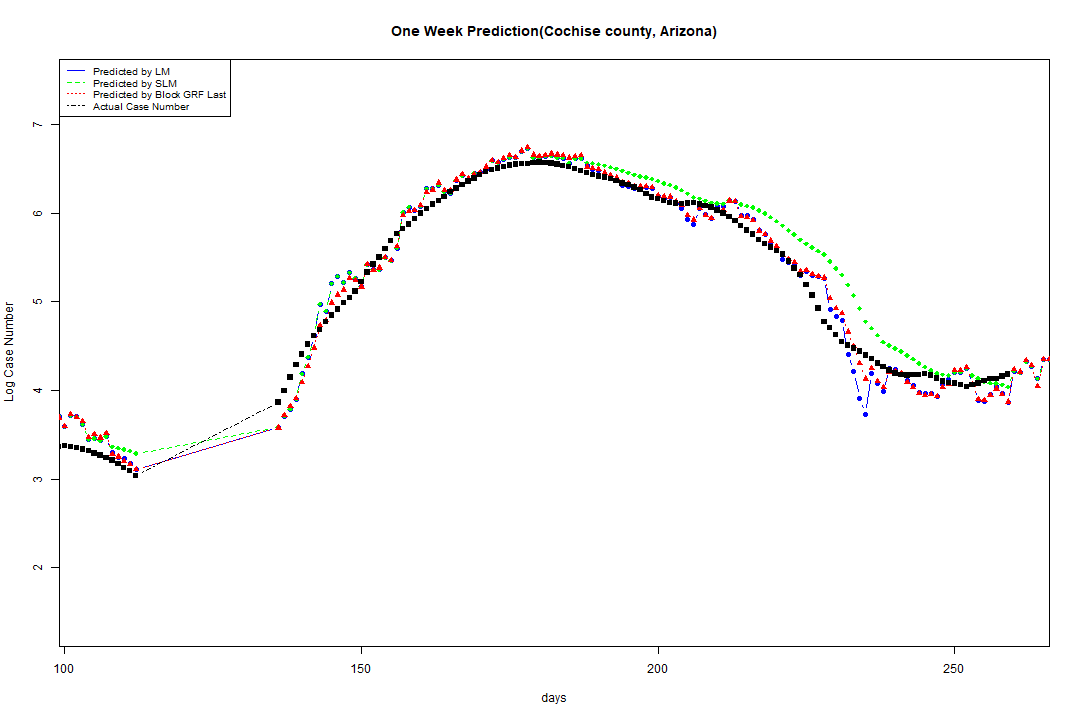 One Week Prediction(Cochise county, Arizona)
Predicted by LM
Predicted by SLM
Predicted by Block GRF Last
Actual Case Number
7
6
5
4
3
2
Log Case Number
100 150 200 250
days